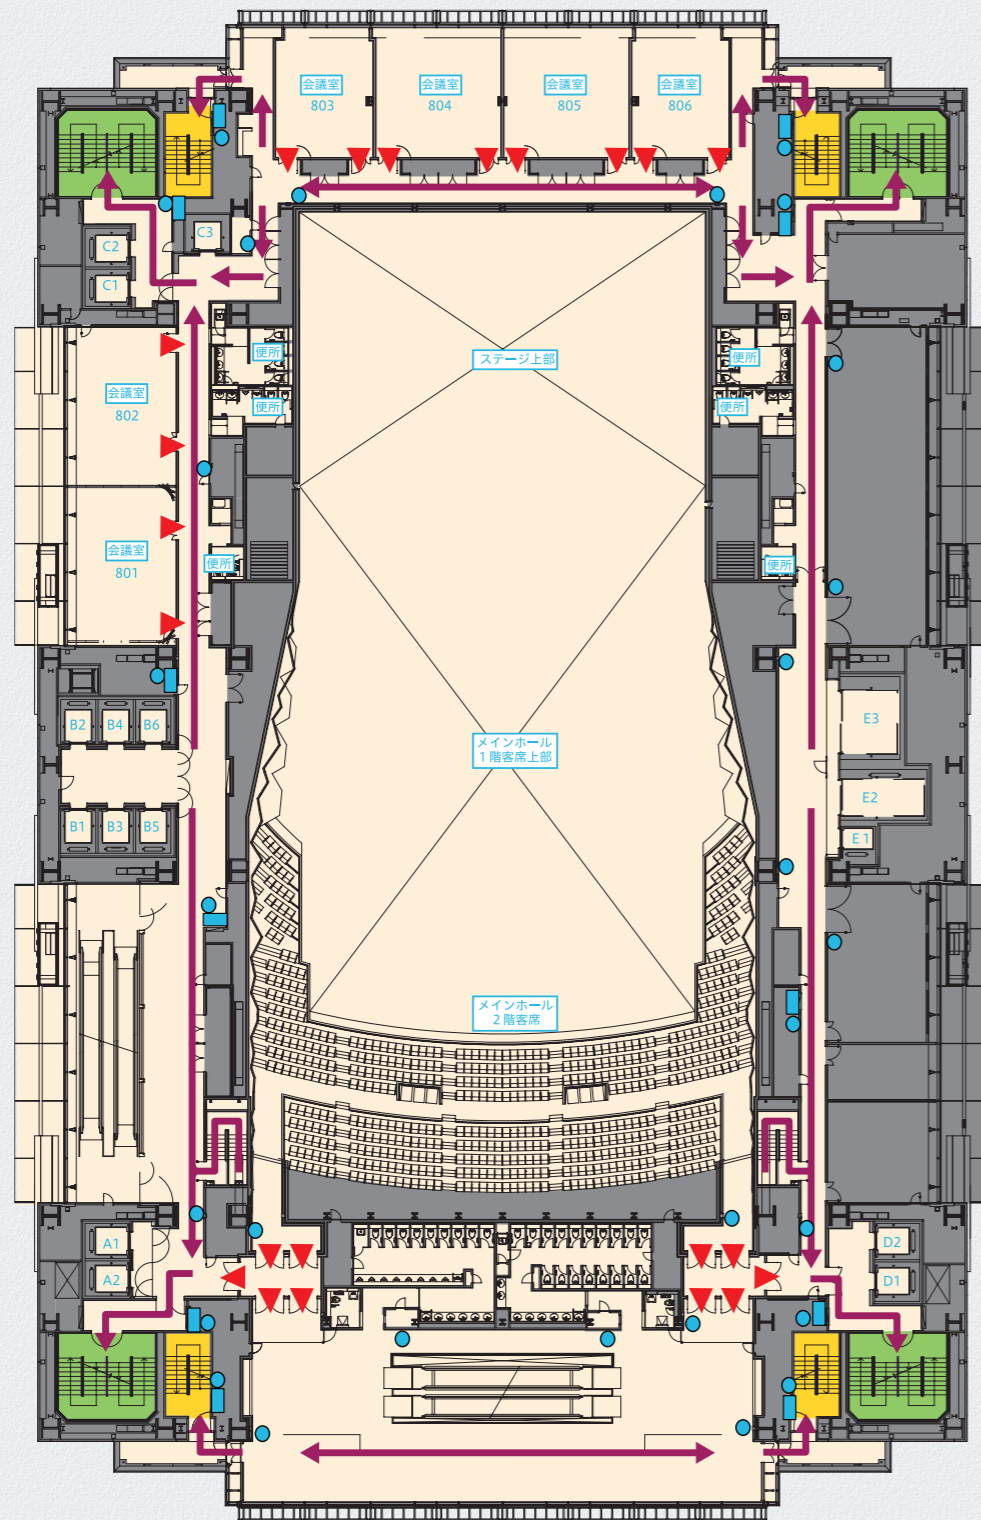 会議室
803
会議室
804
会議室
805
会議室
806
C2
C3
C1
便所
便所
便所
便所
ステージ上部
会議室
802
会議室
801
便所
便所
B2
B4
B6
メインホール
1階客席上部
E3
E2
B1
B3
B5
E1
メインホール
2階客席
A1
A2
D2
D1